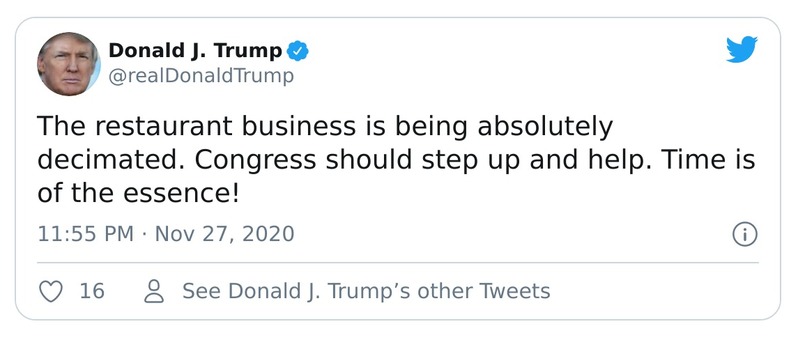 Donald J. Trump
@realDonaldTrump
The restaurant business is being absolutely
decimated. Congress should step up and help. Time is
of the essence!
11:55 PM · Nov 27, 2020
16
See Donald J. Trump’s other Tweets